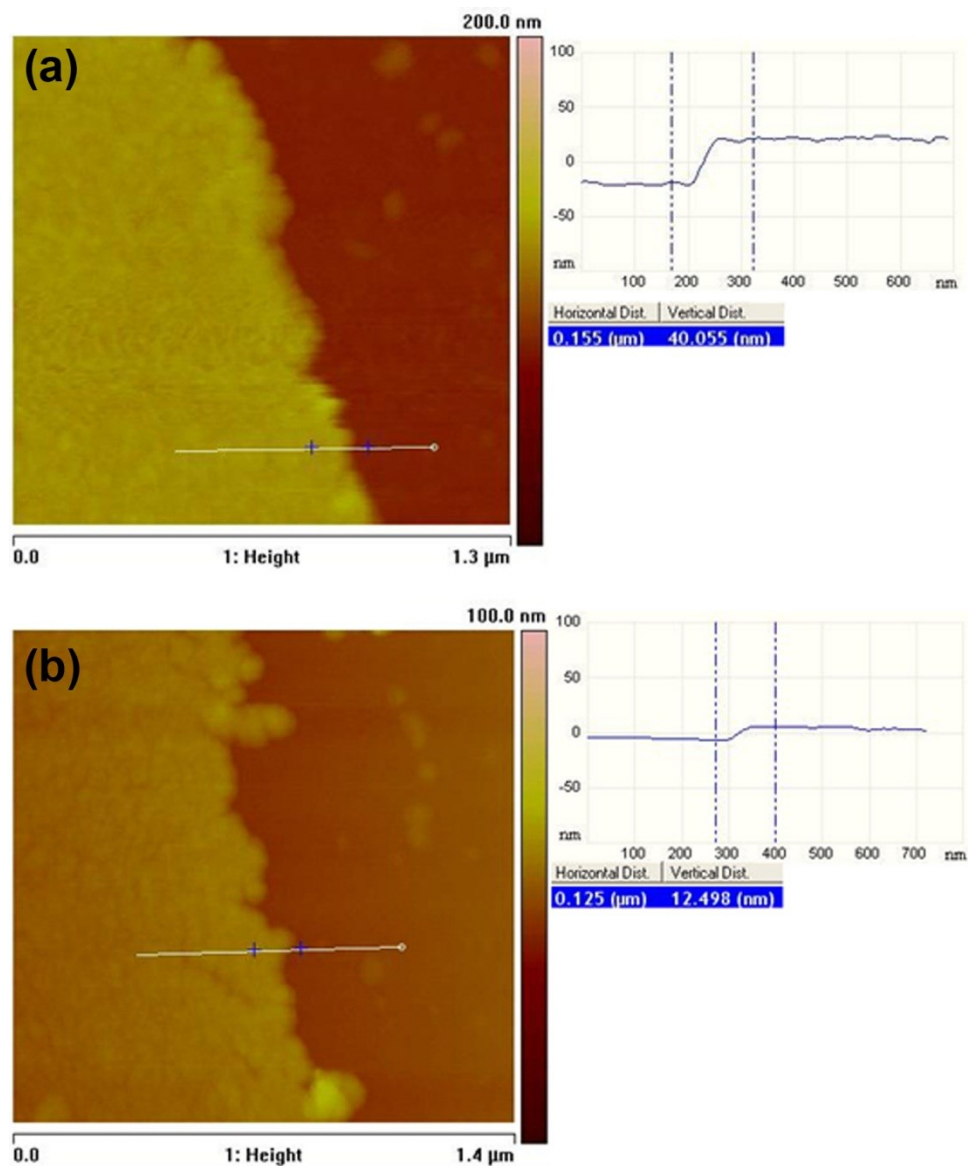 200.0 nm
(a)
100
50
0
-50
nm
100 200 300 400 500 600 nm
Horizontal Dist. Vertical Dist.
0.155 (µm) 40.055 (nm)
0.0 1: Height 1.3 µm
100.0 nm
(b)
100
50
0
-50
nm
100 200 300 400 500 600 700 nm
Horizontal Dist. Vertical Dist.
0.125 (µm) 12.498 (nm)
0.0 1: Height 1.4 µm